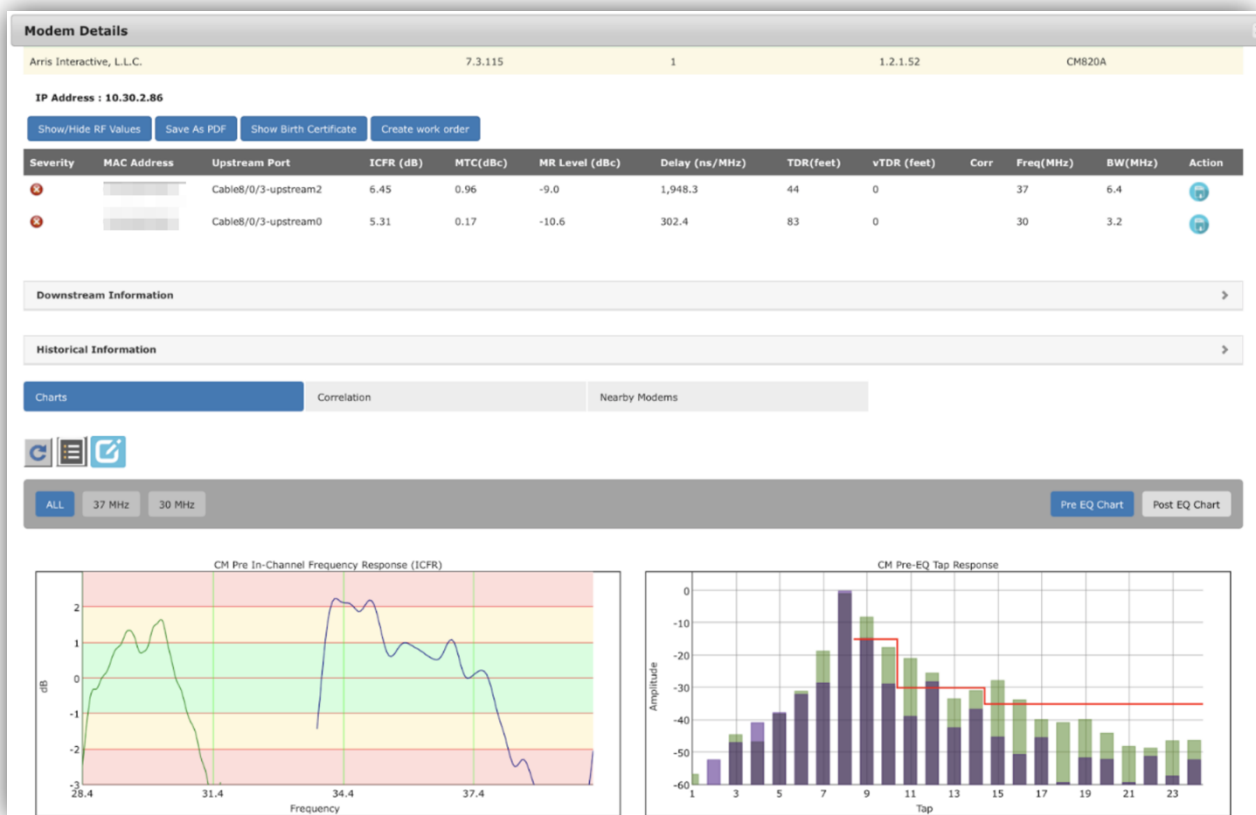 Modem Details
Arris Interactive, L.L.C. 7.3.115 1 1.2.1.52 CM820A
IP Address : 10.30.2.86
Show/Hide RF Values Save As PDF Show Birth Certificate Create work order
Severity MAC Address Upstream Port ICFR (dB) MTC(dBc) MR Level (dBc) Delay (ns/MHz) TDR(feet) vTDR (feet) Corr Freq(MHz) BW(MHz) Action
Cable8/0/3-upstream2 6.45 0.96 -9.0 1,948.3 44 0 37 6.4
Cable8/0/3-upstream0 5.31 0.17 -10.6 302.4 83 0 30 3.2
Downstream Information
Historical Information
Charts Correlation Nearby Modems
ALL 37 MHz 30 MHz Pre EQ Chart Post EQ Chart
CM Pre In-Channel Frequency Response (ICFR)
2
1
0
-1
-2
-3
dB
28.4 31.4 34.4 37.4
Frequency
CM Pre-EQ Tap Response
0
-10
-20
-30
-40
-50
-60
Amplitude
1 3 5 7 9 11 13 15 17 19 21 23
Tap